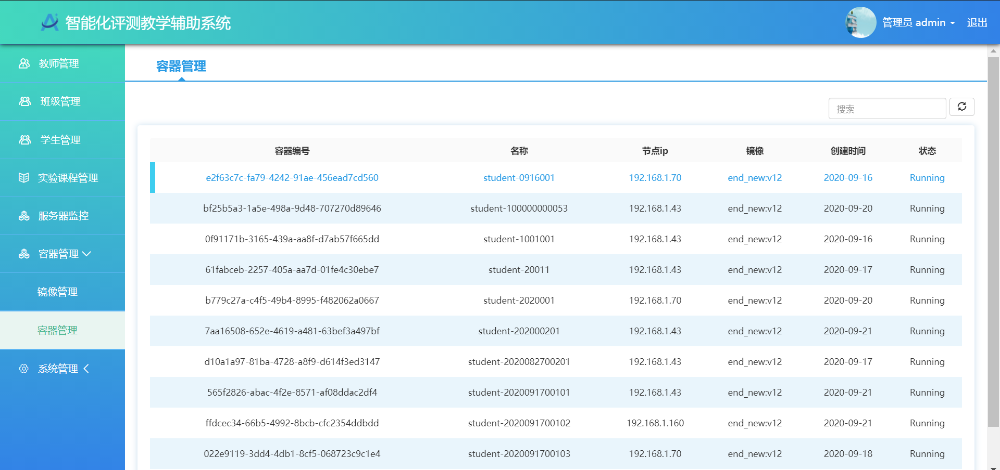 智能化评测教学辅助系统
管理员 admin 退出
教师管理
班级管理
学生管理
实验课程管理
服务器监控
容器管理
镜像管理
容器管理
系统管理
容器管理
搜索
容器编号 名称 节点ip 镜像 创建时间 状态
e2f63c7c-fa79-4242-91ae-456ead7cd560 student-0916001 192.168.1.70 end_new:v12 2020-09-16 Running
bf25b5a3-1a5e-498a-9d48-707270d89646 student-100000000053 192.168.1.43 end_new:v12 2020-09-20 Running
0f91171b-3165-439a-aa8f-d7ab57f665dd student-1001001 192.168.1.43 end_new:v12 2020-09-16 Running
61fabceb-2257-405a-aa7d-01fe4c30ebe7 student-20011 192.168.1.43 end_new:v12 2020-09-17 Running
b779c27a-c4f5-49b4-8995-f482062a0667 student-2020001 192.168.1.70 end_new:v12 2020-09-20 Running
7aa16508-652e-4619-a481-63bef3a497bf student-202000201 192.168.1.43 end_new:v12 2020-09-21 Running
d10a1a97-81ba-4728-a8f9-d614f3ed3147 student-2020082700201 192.168.1.43 end_new:v12 2020-09-17 Running
565f2826-abac-4f2e-8571-af08ddac2df4 student-2020091700101 192.168.1.43 end_new:v12 2020-09-21 Running
ffdcec34-66b5-4992-8bcb-cfc2354ddbdd student-2020091700102 192.168.1.160 end_new:v12 2020-09-21 Running
022e9119-3dd4-4db1-8cf5-068723c9c1e4 student-2020091700103 192.168.1.70 end_new:v12 2020-09-18 Running